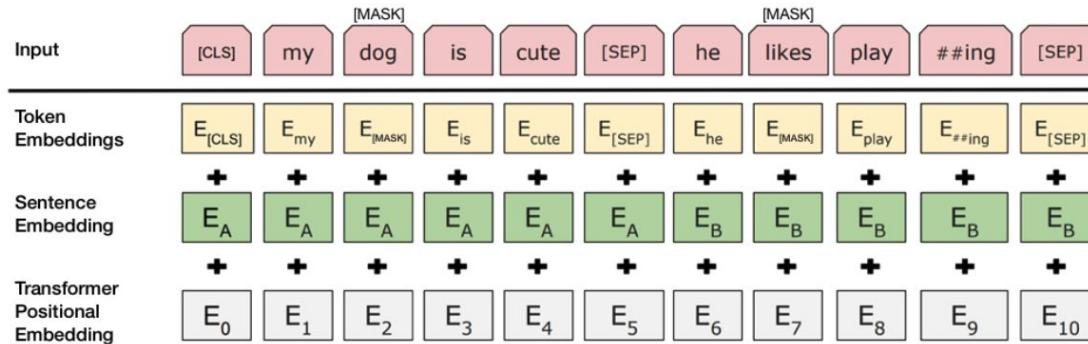 [MASK] [MASK]
Input [CLS] my dog is cute [SEP] he likes play ##ing [SEP]
Token
Embeddings
E[CLS] Emy E[MASK] Eis Ecute E[SEP] Ehe E[MASK] Eplay E##ing E[SEP]
+ + + + + + + + + + +
Sentence
Embedding
EA EA EA EA EA EA EB EB EB EB EB
+ + + + + + + + + + +
Transformer
Positional
Embedding
E0 E1 E2 E3 E4 E5 E6 E7 E8 E9 E10